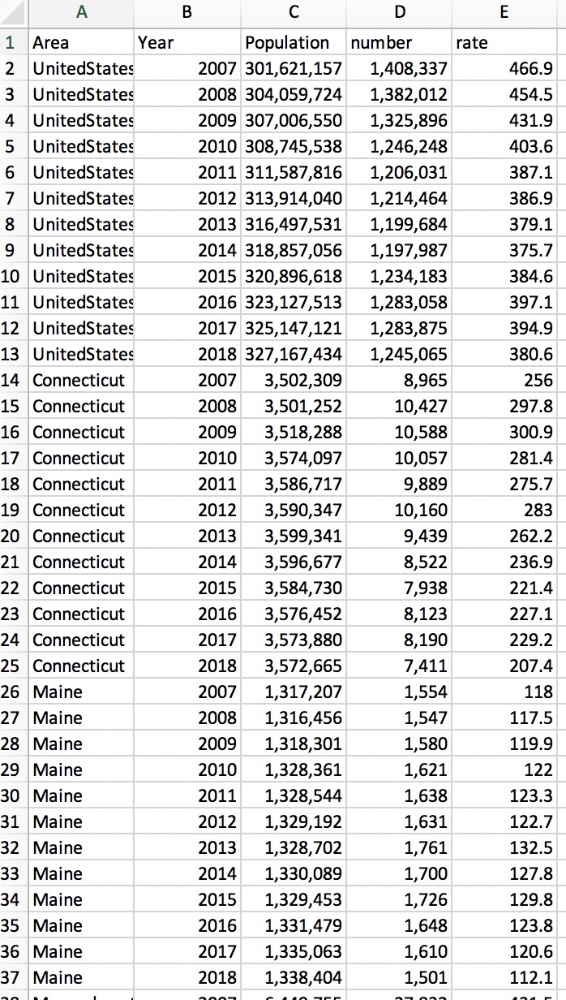 A B C D E
1 Area Year Population number rate
2 UnitedStates 2007 301,621,157 1,408,337 466.9
3 UnitedStates 2008 304,059,724 1,382,012 454.5
4 UnitedStates 2009 307,006,550 1,325,896 431.9
5 UnitedStates 2010 308,745,538 1,246,248 403.6
6 UnitedStates 2011 311,587,816 1,206,031 387.1
7 UnitedStates 2012 313,914,040 1,214,464 386.9
8 UnitedStates 2013 316,497,531 1,199,684 379.1
9 UnitedStates 2014 318,857,056 1,197,987 375.7
10 UnitedStates 2015 320,896,618 1,234,183 384.6
11 UnitedStates 2016 323,127,513 1,283,058 397.1
12 UnitedStates 2017 325,147,121 1,283,875 394.9
13 UnitedStates 2018 327,167,434 1,245,065 380.6
14 Connecticut 2007 3,502,309 8,965 256
15 Connecticut 2008 3,501,252 10,427 297.8
16 Connecticut 2009 3,518,288 10,588 300.9
17 Connecticut 2010 3,574,097 10,057 281.4
18 Connecticut 2011 3,586,717 9,889 275.7
19 Connecticut 2012 3,590,347 10,160 283
20 Connecticut 2013 3,599,341 9,439 262.2
21 Connecticut 2014 3,596,677 8,522 236.9
22 Connecticut 2015 3,584,730 7,938 221.4
23 Connecticut 2016 3,576,452 8,123 227.1
24 Connecticut 2017 3,573,880 8,190 229.2
25 Connecticut 2018 3,572,665 7,411 207.4
26 Maine 2007 1,317,207 1,554 118
27 Maine 2008 1,316,456 1,547 117.5
28 Maine 2009 1,318,301 1,580 119.9
29 Maine 2010 1,328,361 1,621 122
30 Maine 2011 1,328,544 1,638 123.3
31 Maine 2012 1,329,192 1,631 122.7
32 Maine 2013 1,328,702 1,761 132.5
33 Maine 2014 1,330,089 1,700 127.8
34 Maine 2015 1,329,453 1,726 129.8
35 Maine 2016 1,331,479 1,648 123.8
36 Maine 2017 1,335,063 1,610 120.6
37 Maine 2018 1,338,404 1,501 112.1